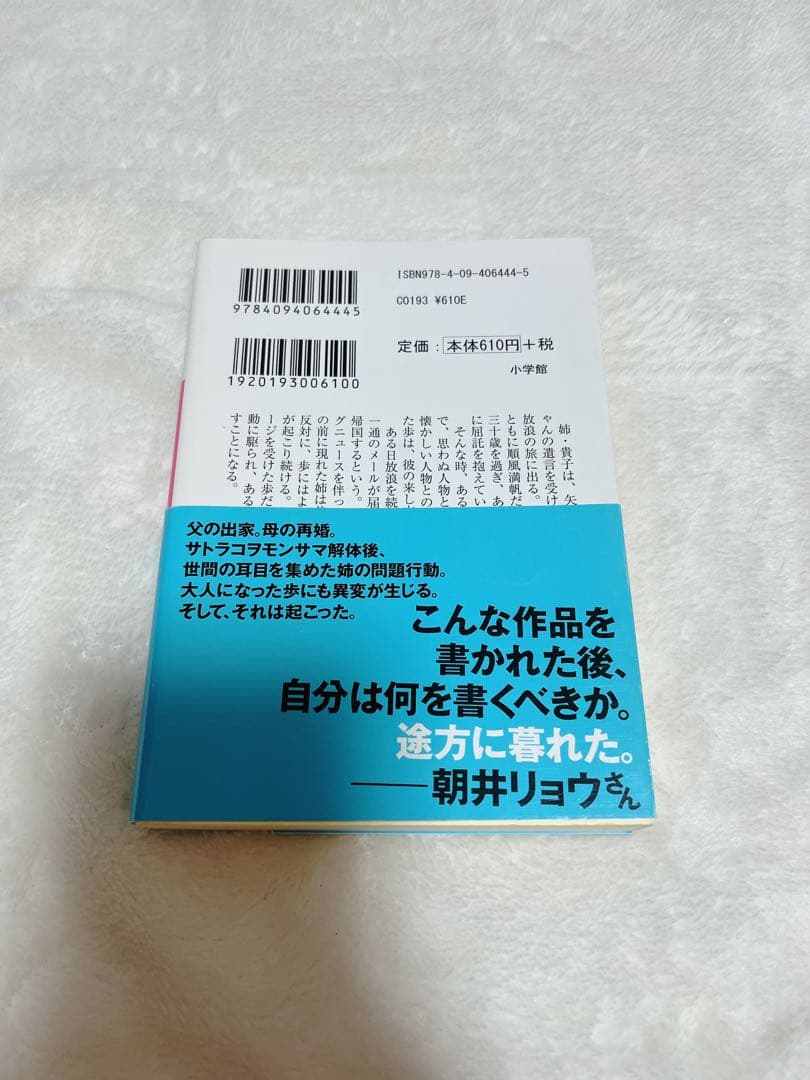 ISBN978-4-09-406444-5
C0193 ¥610E
9784094064445
定価：本体610円＋税
小学館
1920193006100
姉・貴子は、矢
ゃんの遺言を受け
放浪の旅に出る。
ともに順風満帆だ
三十歳を過ぎ、あ
に屈託を抱えてい
そんな時、ある
で、思わぬ人物と
懐かしい人物との
た歩は、彼の来し
ある日放浪を続
一通のメールが届
帰国するという。
グニュースを伴っ
の前に現れた姉は
反対に、歩にはよ
が起こり続ける。
ージを受けた歩だ
動に駆られ、ある
すことになる。
父の出家。母の再婚。
サトラコヲモンサマ解体後、
世間の耳目を集めた姉の問題行動。
大人になった歩にも異変が生じる。
そして、それは起こった。
こんな作品を
書かれた後、
自分は何を書くべきか。
途方に暮れた。
──朝井リョウさん